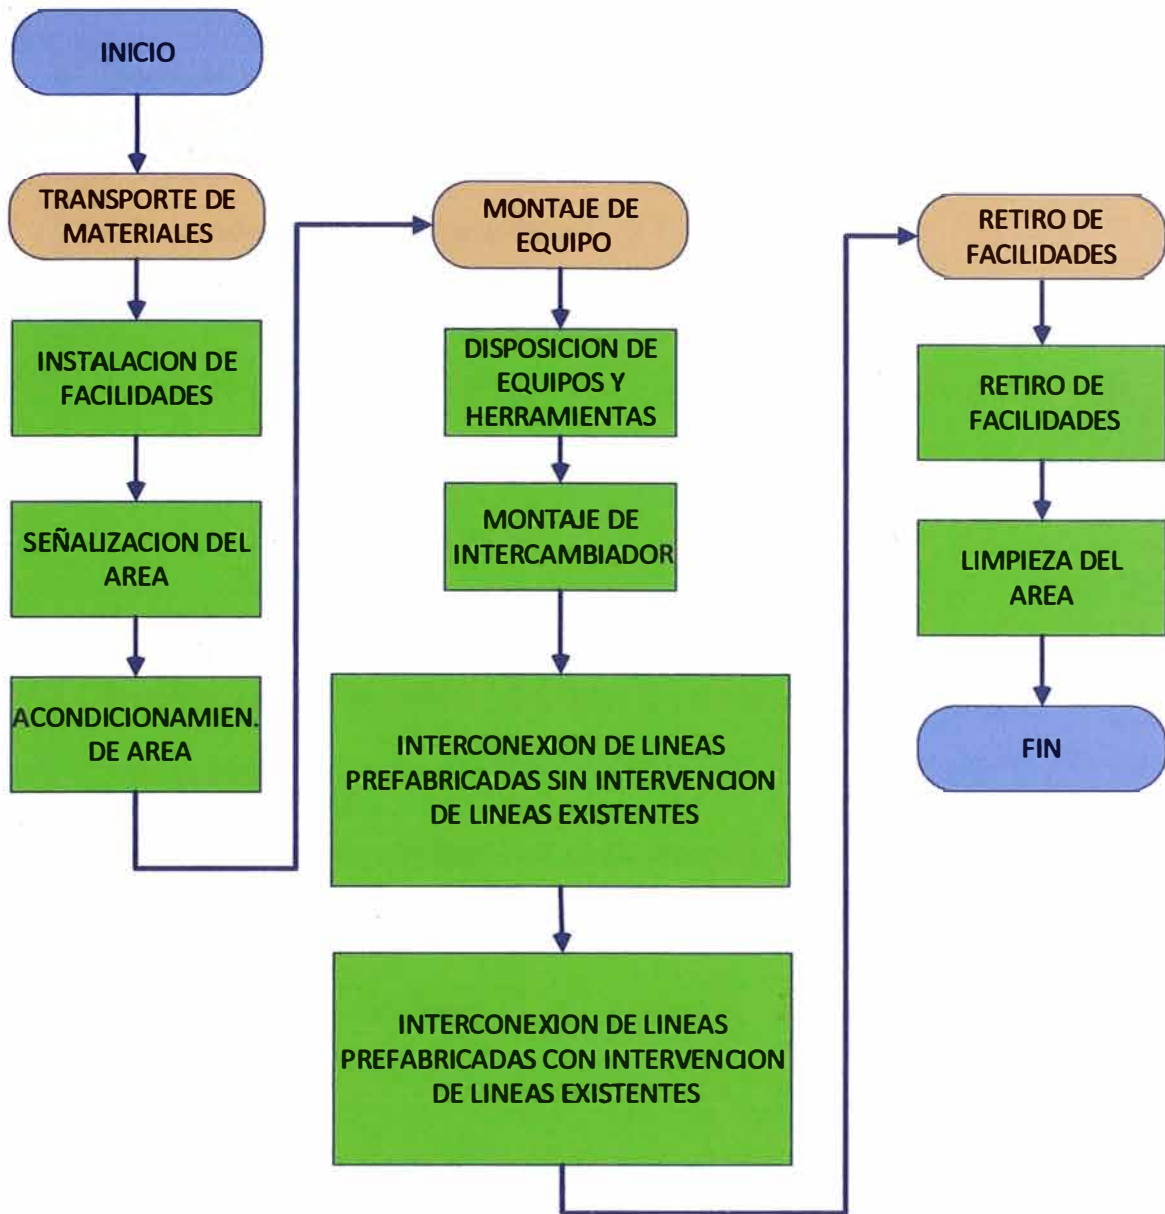 INICIO
TRANSPORTE DE
MATERIALES
INSTALACION DE
FACILIDADES
SEÑALIZACION DEL
AREA
ACONDICIONAMIEN.
DE AREA
MONTAJE DE
EQUIPO
DISPOSICION DE
EQUIPOS Y
HERRAMIENTAS
MONTAJE DE
INTERCAMBIADOR
INTERCONEXION DE LINEAS
PREFABRICADAS SIN INTERVENCION
DE LINEAS EXISTENTES
INTERCONEXION DE LINEAS
PREFABRICADAS CON INTERVENCION
DE LINEAS EXISTENTES
RETIRO DE
FACILIDADES
RETIRO DE
FACILIDADES
LIMPIEZA DEL
AREA
FIN